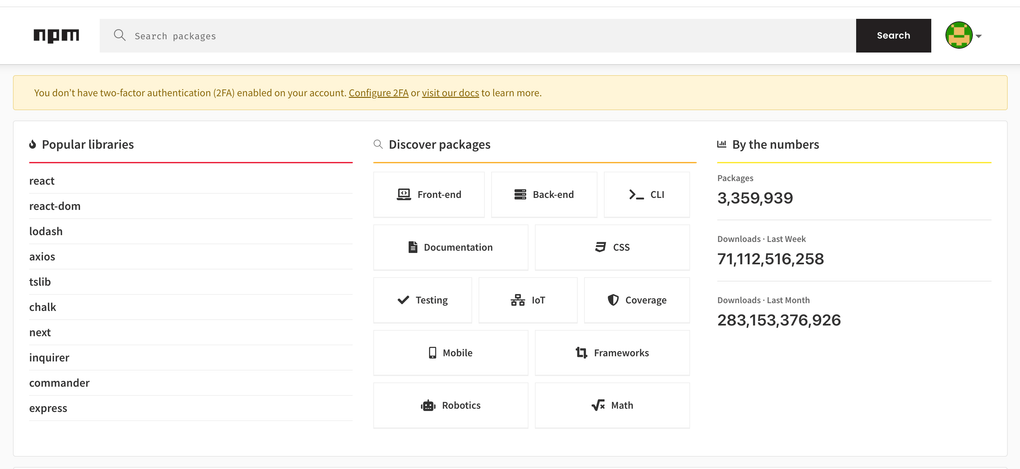 npm
Search packages
Search
You don't have two-factor authentication (2FA) enabled on your account. Configure 2FA or visit our docs to learn more.
Popular libraries
react
react-dom
lodash
axios
tslib
chalk
next
inquirer
commander
express
Discover packages
Front-end
Back-end
CLI
Documentation
CSS
Testing
IoT
Coverage
Mobile
Frameworks
Robotics
Math
By the numbers
Packages
3,359,939
Downloads · Last Week
71,112,516,258
Downloads · Last Month
283,153,376,926